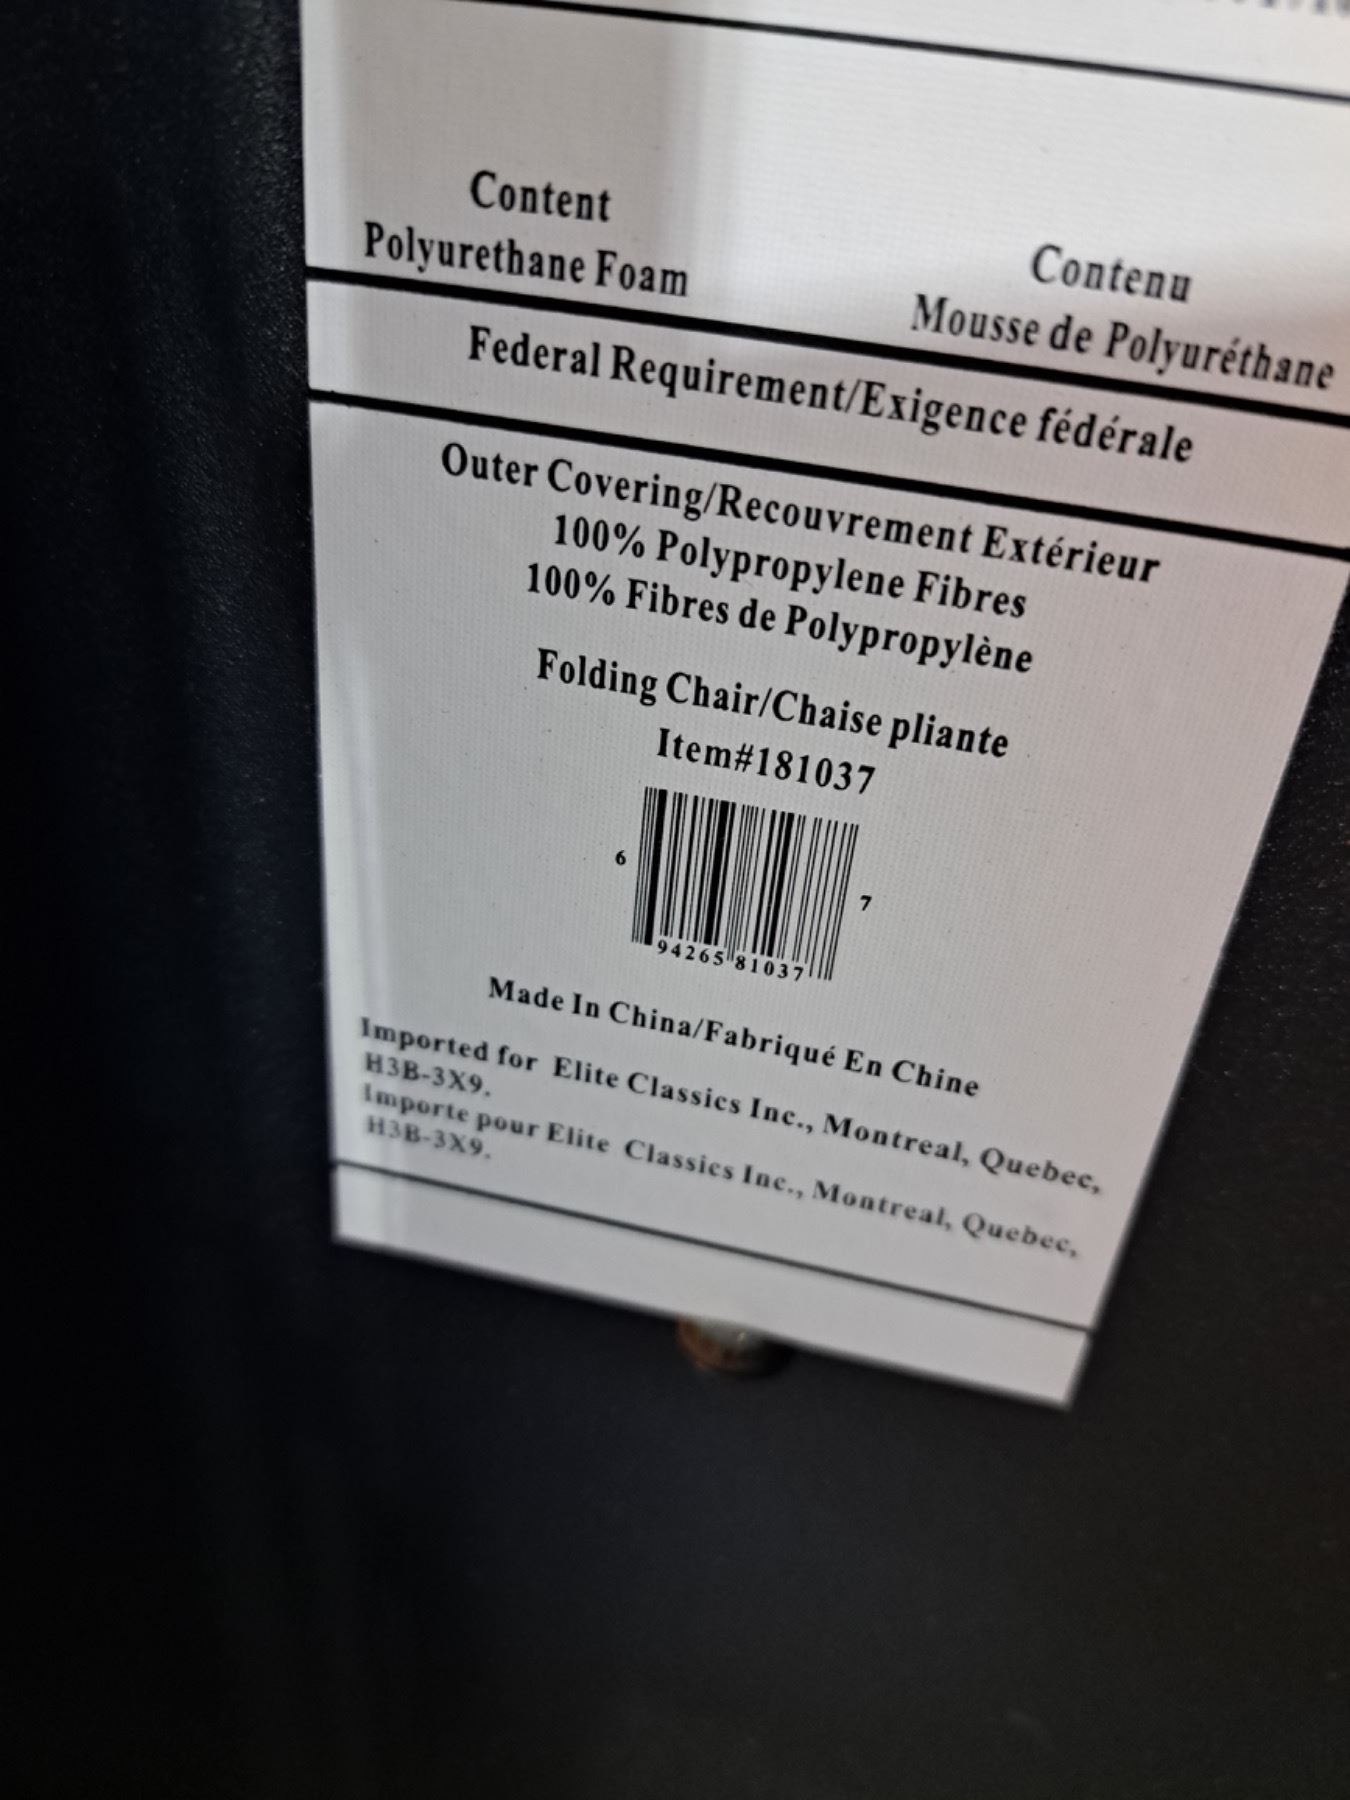 Content
Polyurethane Foam
Contenu
Mousse de Polyuréthane
Federal Requirement/Exigence fédérale
Outer Covering/Recouvrement Extérieur
100% Polypropylene Fibres
100% Fibres de Polypropylène
Folding Chair/Chaise pliante
Item#181037
6 94265 81037 7
Made In China/Fabriqué En Chine
Imported for Elite Classics Inc., Montreal, Quebec,
H3B-3X9.
Importe pour Elite Classics Inc., Montreal, Quebec,
H3B-3X9.